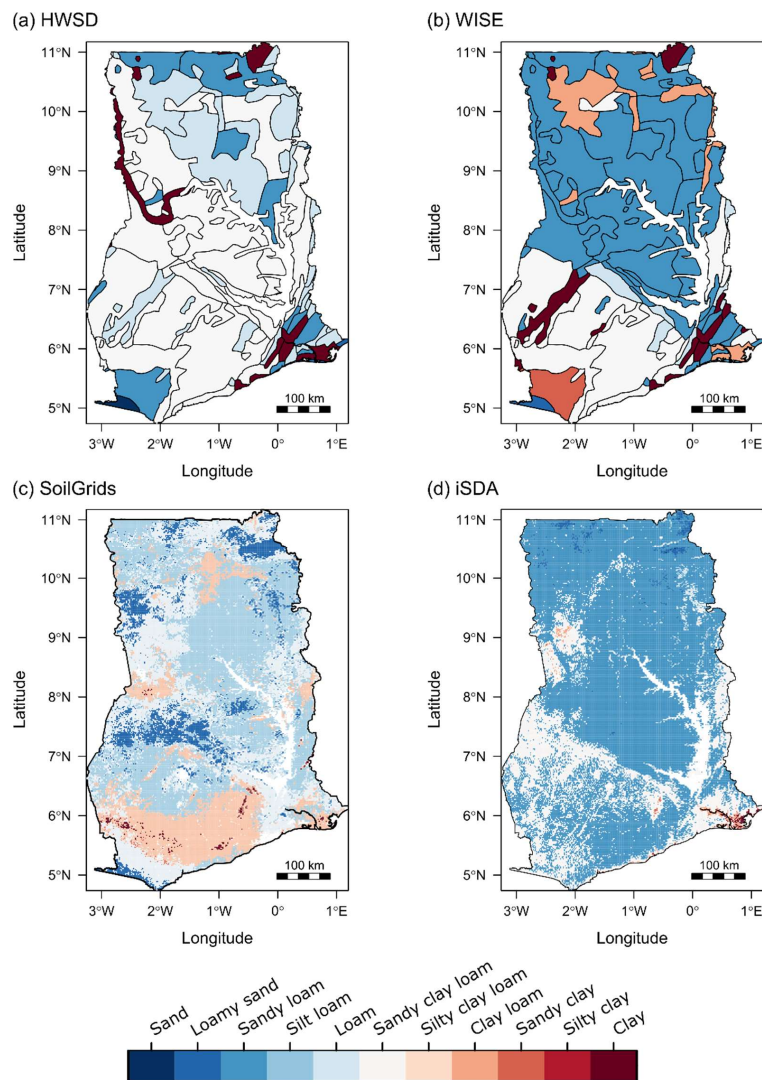 (a) HWSD
(b) WISE
11°N
10°N
9°N
8°N
7°N
6°N
5°N
Latitude
100 km
3°W
2°W
1°W
0°
1°E
Longitude
11°N
10°N
9°N
8°N
7°N
6°N
5°N
Latitude
100 km
3°W
2°W
1°W
0°
1°E
Longitude
(c) SoilGrids
(d) iSDA
11°N
10°N
9°N
8°N
7°N
6°N
5°N
Latitude
100 km
3°W
2°W
1°W
0°
1°E
Longitude
11°N
10°N
9°N
8°N
7°N
6°N
5°N
Latitude
100 km
3°W
2°W
1°W
0°
1°E
Longitude
Sand
Loamy sand
Sandy loam
Silt loam
Loam
Sandy clay loam
Silty clay loam
Clay loam
Sandy clay
Silty clay
Clay